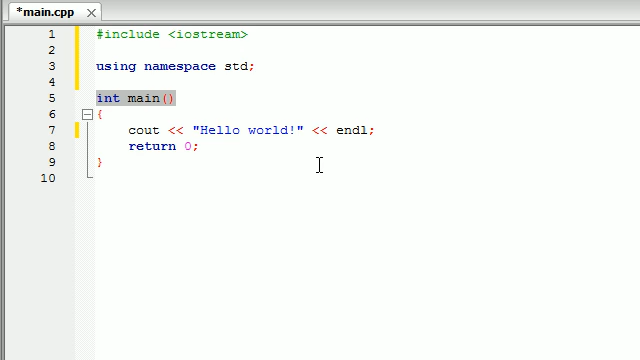 *main.cpp
1 #include <iostream>
2
3 using namespace std;
4
5 int main()
6 {
7 cout << "Hello world!" << endl;
8 return 0;
9 }
10